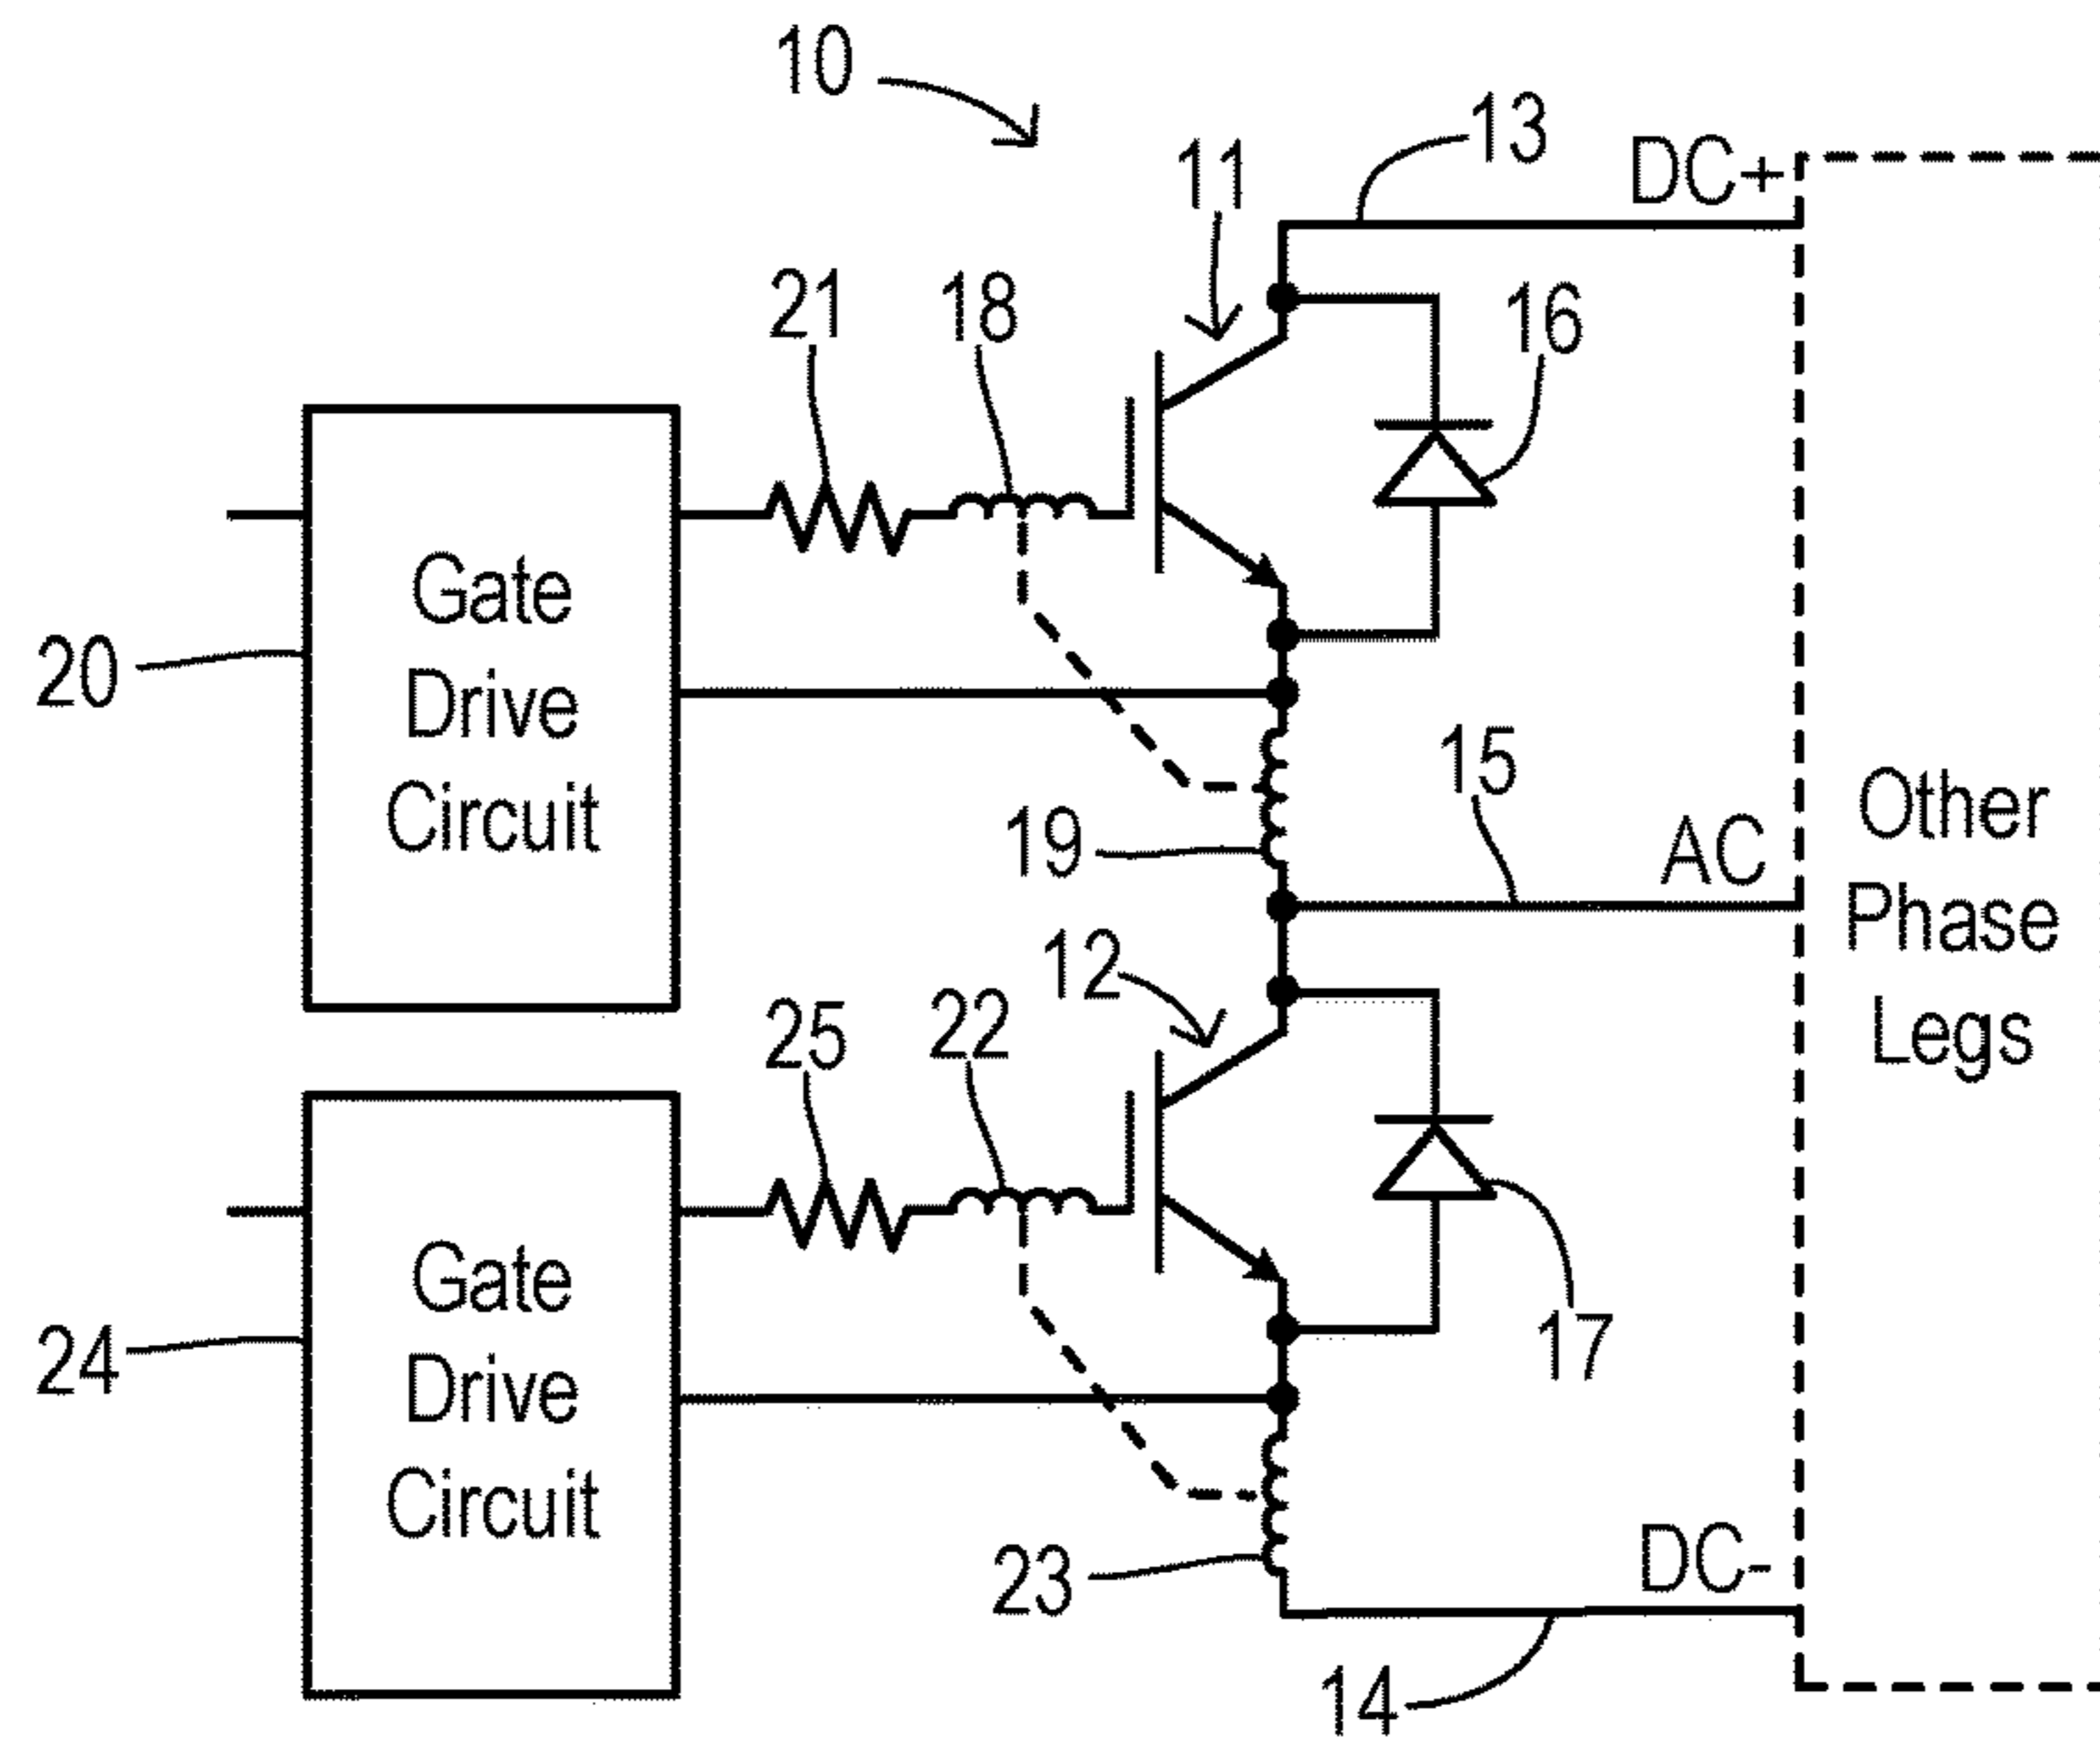 10
13
DC+
11
21
18
16
Gate
Drive
Circuit
20
15
19
AC
Other
Phase
Legs
12
25
22
Gate
Drive
Circuit
24
17
23
DC-
14